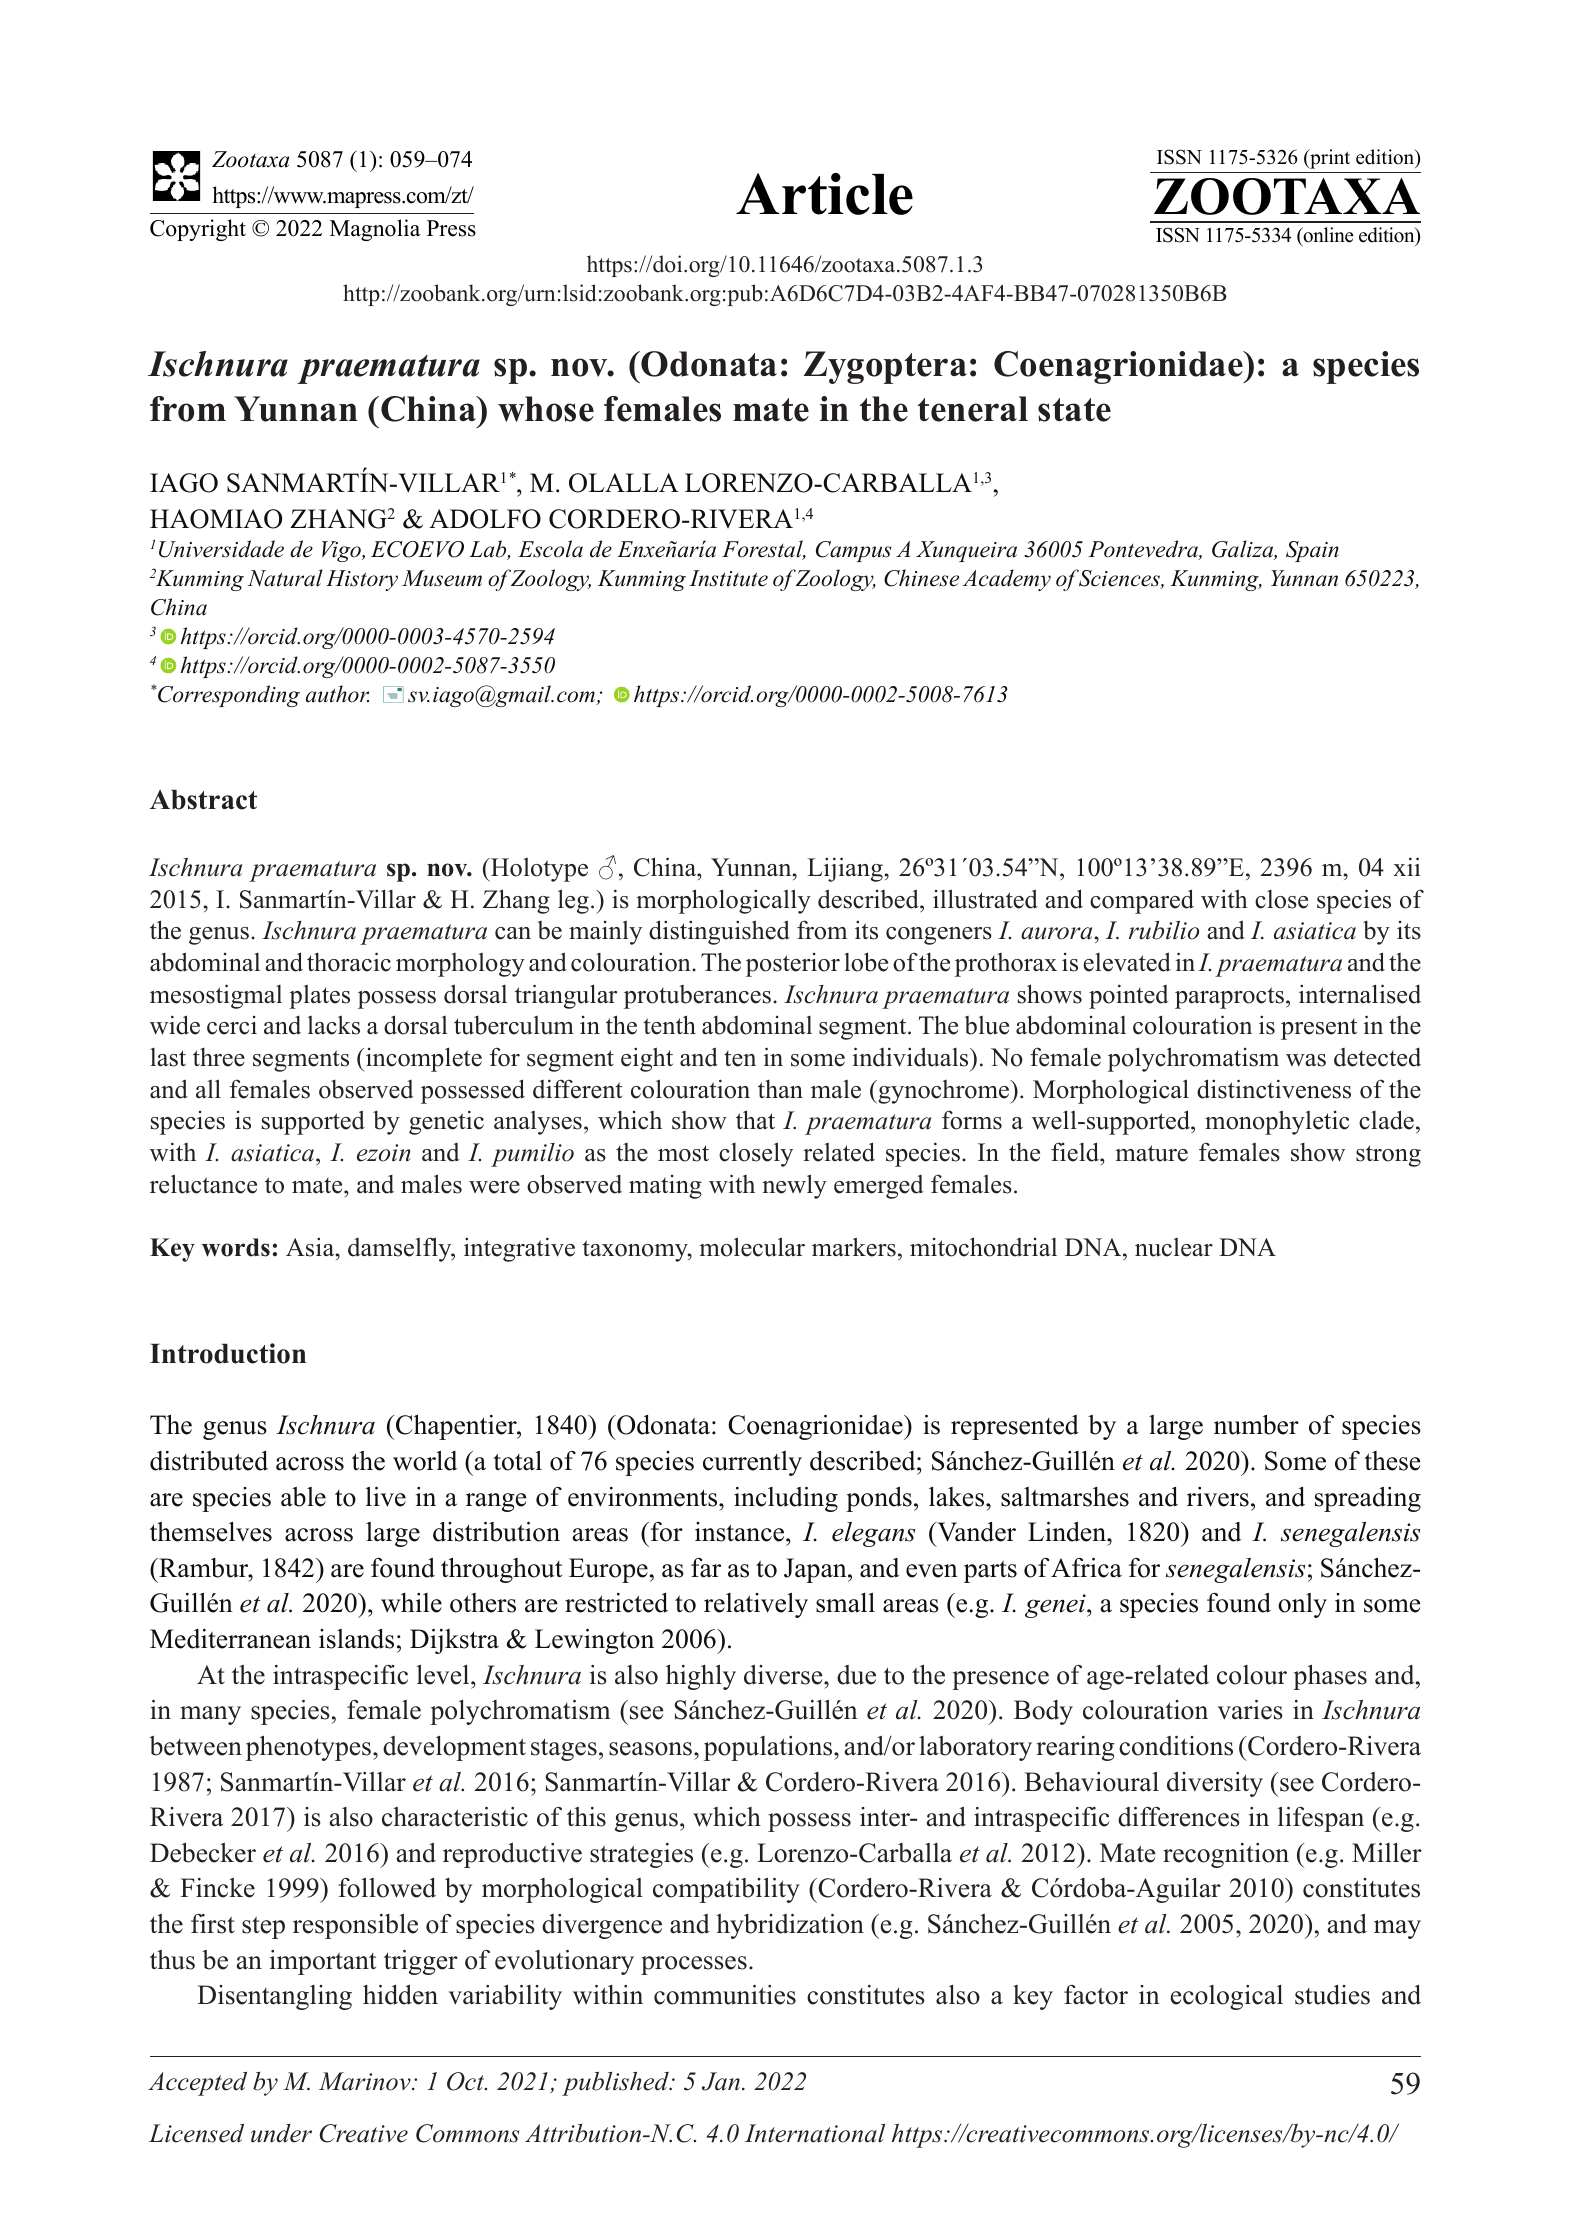 Zootaxa 5087 (1): 059–074
https://www.mapress.com/zt/
Copyright © 2022 Magnolia Press
Article
ISSN 1175-5326 (print edition)
ZOOTAXA
ISSN 1175-5334 (online edition)
https://doi.org/10.11646/zootaxa.5087.1.3
http://zoobank.org/urn:lsid:zoobank.org:pub:A6D6C7D4-03B2-4AF4-BB47-070281350B6B
Ischnura praematura sp. nov. (Odonata: Zygoptera: Coenagrionidae): a species
from Yunnan (China) whose females mate in the teneral state
IAGO SANMARTÍN-VILLAR1*, M. OLALLA LORENZO-CARBALLA1,3,
HAOMIAO ZHANG2 & ADOLFO CORDERO-RIVERA1,4
1Universidade de Vigo, ECOEVO Lab, Escola de Enxeñaría Forestal, Campus A Xunqueira 36005 Pontevedra, Galiza, Spain
2Kunming Natural History Museum of Zoology, Kunming Institute of Zoology, Chinese Academy of Sciences, Kunming, Yunnan 650223,
China
3 iD https://orcid.org/0000-0003-4570-2594
4 iD https://orcid.org/0000-0002-5087-3550
*Corresponding author. sv.iago@gmail.com; iD https://orcid.org/0000-0002-5008-7613
Abstract
Ischnura praematura sp. nov. (Holotype ♂, China, Yunnan, Lijiang, 26º31´03.54”N, 100º13’38.89”E, 2396 m, 04 xii
2015, I. Sanmartín-Villar & H. Zhang leg.) is morphologically described, illustrated and compared with close species of
the genus. Ischnura praematura can be mainly distinguished from its congeners I. aurora, I. rubilio and I. asiatica by its
abdominal and thoracic morphology and colouration. The posterior lobe of the prothorax is elevated in I. praematura and the
mesostigmal plates possess dorsal triangular protuberances. Ischnura praematura shows pointed paraprocts, internalised
wide cerci and lacks a dorsal tuberculum in the tenth abdominal segment. The blue abdominal colouration is present in the
last three segments (incomplete for segment eight and ten in some individuals). No female polychromatism was detected
and all females observed possessed different colouration than male (gynochrome). Morphological distinctiveness of the
species is supported by genetic analyses, which show that I. praematura forms a well-supported, monophyletic clade,
with I. asiatica, I. ezoin and I. pumilio as the most closely related species. In the field, mature females show strong
reluctance to mate, and males were observed mating with newly emerged females.
Key words: Asia, damselfly, integrative taxonomy, molecular markers, mitochondrial DNA, nuclear DNA
Introduction
The genus Ischnura (Chapentier, 1840) (Odonata: Coenagrionidae) is represented by a large number of species
distributed across the world (a total of 76 species currently described; Sánchez-Guillén et al. 2020). Some of these
are species able to live in a range of environments, including ponds, lakes, saltmarshes and rivers, and spreading
themselves across large distribution areas (for instance, I. elegans (Vander Linden, 1820) and I. senegalensis
(Rambur, 1842) are found throughout Europe, as far as to Japan, and even parts of Africa for senegalensis; Sánchez-
Guillén et al. 2020), while others are restricted to relatively small areas (e.g. I. genei, a species found only in some
Mediterranean islands; Dijkstra & Lewington 2006).
At the intraspecific level, Ischnura is also highly diverse, due to the presence of age-related colour phases and,
in many species, female polychromatism (see Sánchez-Guillén et al. 2020). Body colouration varies in Ischnura
between phenotypes, development stages, seasons, populations, and/or laboratory rearing conditions (Cordero-Rivera
1987; Sanmartín-Villar et al. 2016; Sanmartín-Villar & Cordero-Rivera 2016). Behavioural diversity (see Cordero-
Rivera 2017) is also characteristic of this genus, which possess inter- and intraspecific differences in lifespan (e.g.
Debecker et al. 2016) and reproductive strategies (e.g. Lorenzo-Carballa et al. 2012). Mate recognition (e.g. Miller
& Fincke 1999) followed by morphological compatibility (Cordero-Rivera & Córdoba-Aguilar 2010) constitutes
the first step responsible of species divergence and hybridization (e.g. Sánchez-Guillén et al. 2005, 2020), and may
thus be an important trigger of evolutionary processes.
Disentangling hidden variability within communities constitutes also a key factor in ecological studies and
Accepted by M. Marinov: 1 Oct. 2021; published: 5 Jan. 2022
59
Licensed under Creative Commons Attribution-N.C. 4.0 International https://creativecommons.org/licenses/by-nc/4.0/